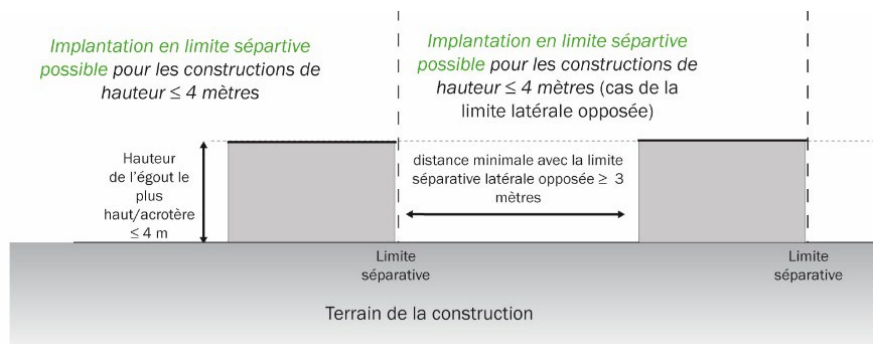 Implantation en limite sépartive
possible pour les constructions de
hauteur ≤ 4 mètres
Implantation en limite sépartive
possible pour les constructions de
hauteur ≤ 4 mètres (cas de la
limite latérale opposée)
Hauteur
de l'égout le
plus
haut/acrotère
≤ 4 m
distance minimale avec la limite
séparative latérale opposée ≥ 3
mètres
Limite
séparative
Limite
séparative
Terrain de la construction